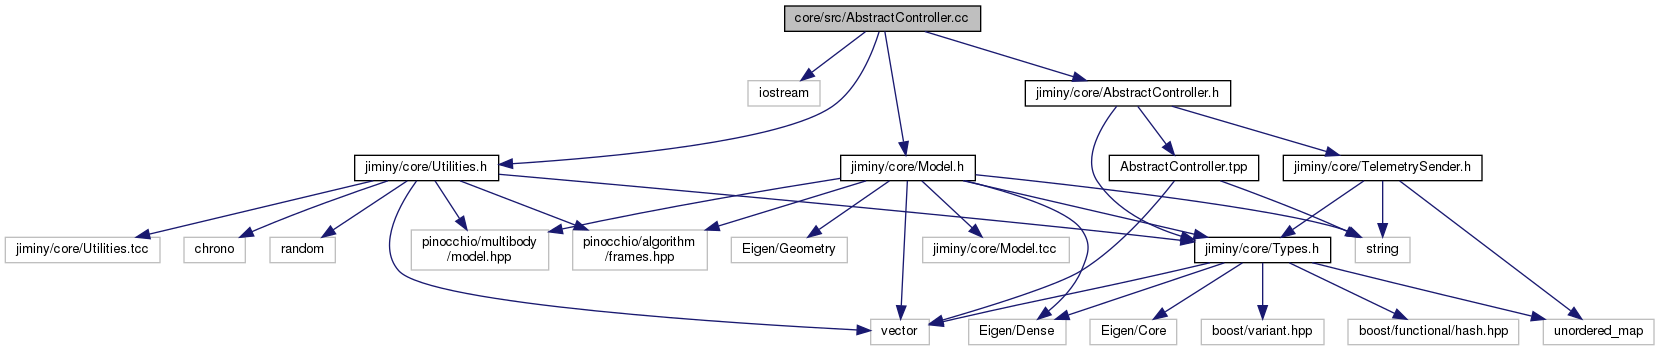 core/src/AbstractController.cc
iostream
jiminy/core/AbstractController.h
jiminy/core/Utilities.h
jiminy/core/Model.h
AbstractController.tpp
jiminy/core/TelemetrySender.h
jiminy/core/Utilities.tcc
chrono
random
pinocchio/multibody
/model.hpp
pinocchio/algorithm
/frames.hpp
Eigen/Geometry
jiminy/core/Model.tcc
jiminy/core/Types.h
string
vector
Eigen/Dense
Eigen/Core
boost/variant.hpp
boost/functional/hash.hpp
unordered_map